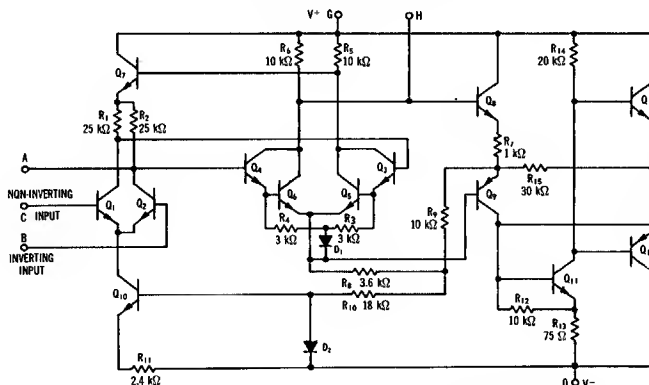 V+ G
H
R6
10 kΩ
R5
10 kΩ
R14
20 kΩ
Q7
Q8
Q
R1
25 kΩ
R2
25 kΩ
R7
1 kΩ
A
Q4
Q3
R15
30 kΩ
NON-INVERTING
C INPUT
Q1
Q2
Q6
Q5
Q9
R9
10 kΩ
R4
3 kΩ
R3
3 kΩ
D1
B
INVERTING
INPUT
Q1
R8
3.6 kΩ
Q10
Q11
R10
18 kΩ
R12
10 kΩ
R13
75 Ω
D2
R11
2.4 kΩ
D V−